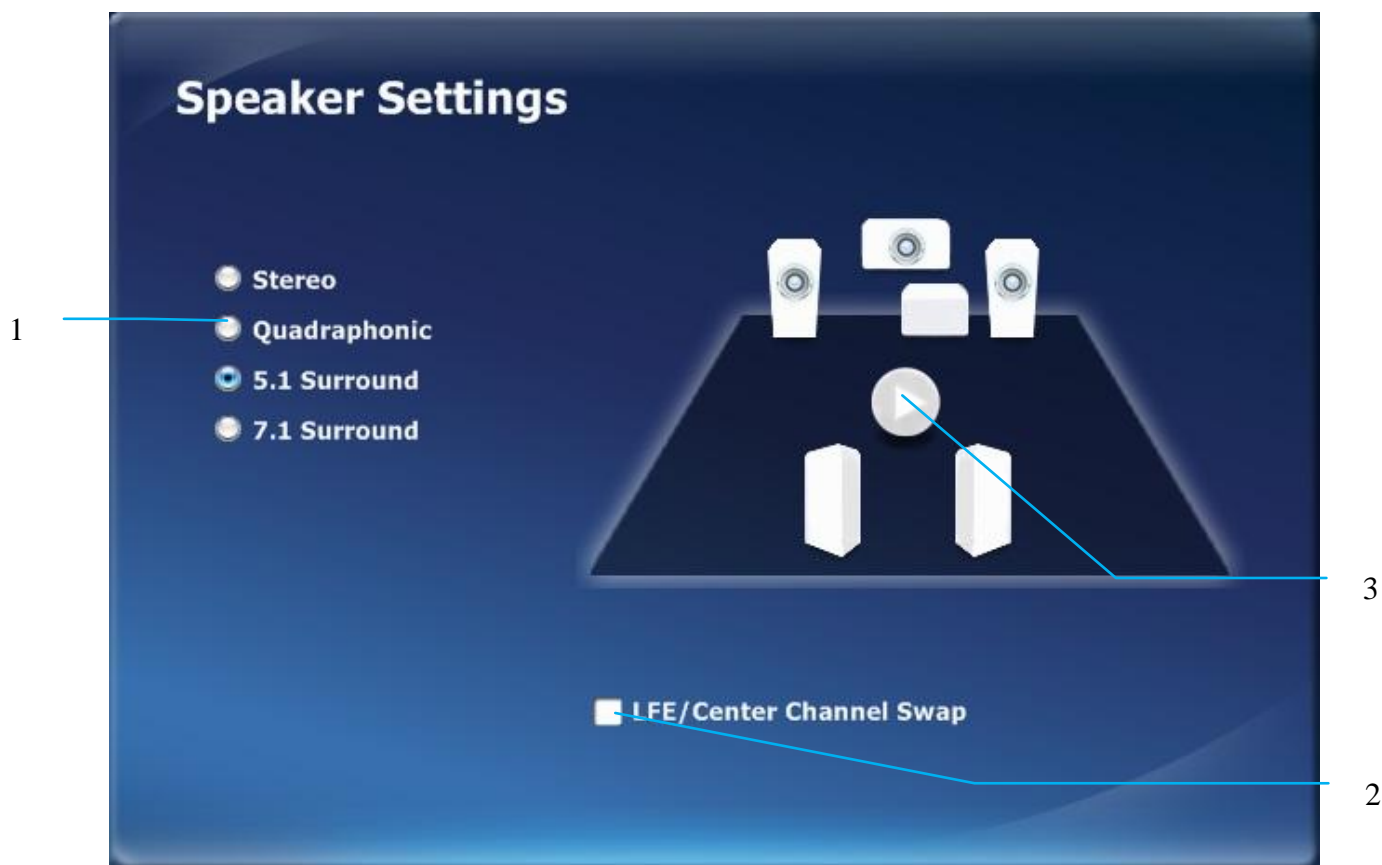 Speaker Settings
Stereo
1
Quadraphonic
5.1 Surround
7.1 Surround
3
LFE/Center Channel Swap
2